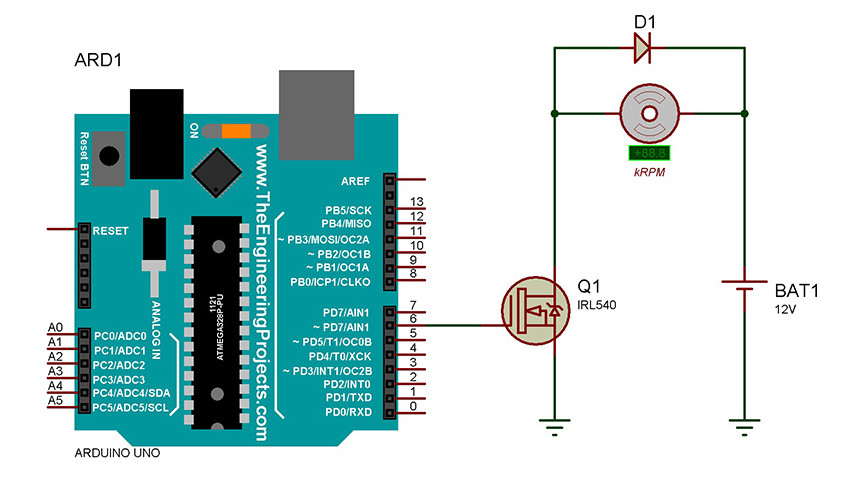 ARD1
D1
ON
Reset BTN
www.TheEngineeringProjects.com
+88.8
kRPM
AREF
13
PB5/SCK
12
PB4/MISO
11
~ PB3/MOSI/OC2A
10
~ PB2/OC1B
9
~ PB1/OC1A
8
PB0/ICP1/CLKO
RESET
1121
ATMEGA328P-PU
ANALOG IN
7
PD7/AIN1
6
~ PD7/AIN1
5
~ PD5/T1/OC0B
4
PD4/T0/XCK
3
~ PD3/INT1/OC2B
2
PD2/INT0
1
PD1/TXD
0
PD0/RXD
A0
PC0/ADC0
A1
PC1/ADC1
A2
PC2/ADC2
A3
PC3/ADC3
A4
PC4/ADC4/SDA
A5
PC5/ADC5/SCL
Q1
IRL540
BAT1
12V
ARDUINO UNO